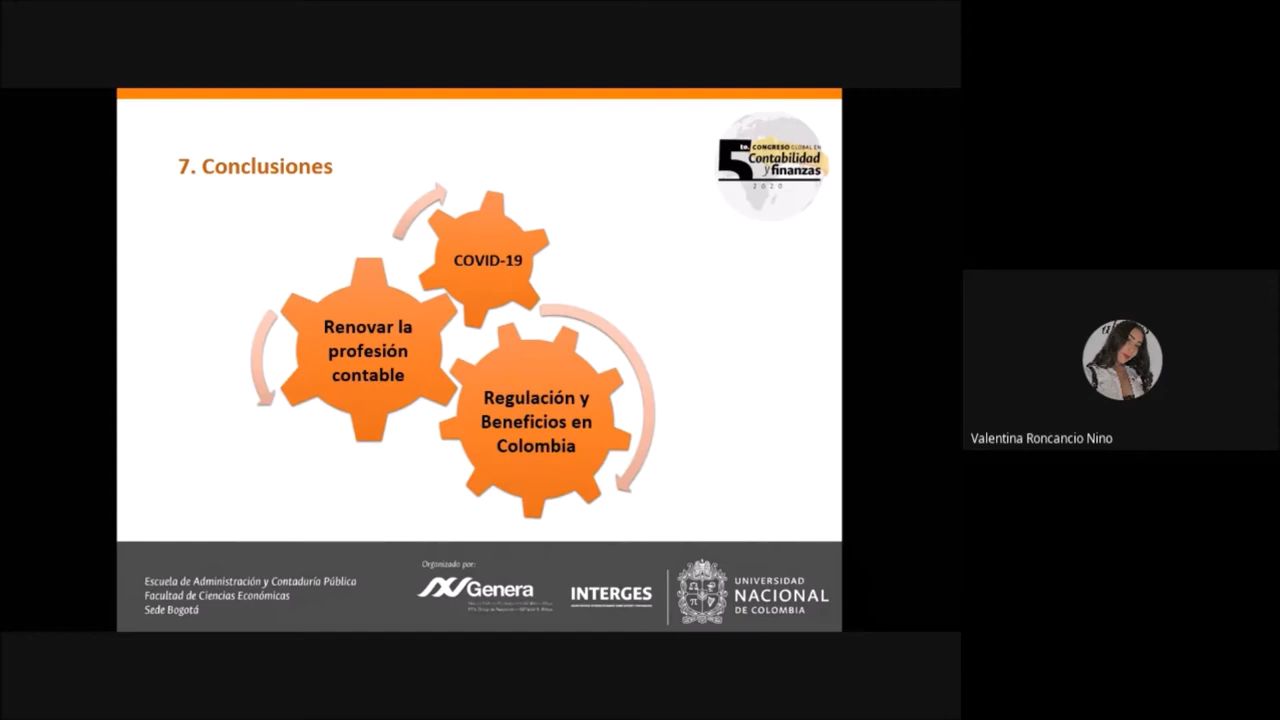 7. Conclusiones
5to. CONGRESO GLOBAL EN
Contabilidad
y finanzas
2020
COVID-19
Renovar la
profesión
contable
Regulación y
Beneficios en
Colombia
Valentina Roncancio Nino
Escuela de Administración y Contaduría Pública
Facultad de Ciencias Económicas
Sede Bogotá
Organizado por:
Genera
INTERGES
UNIVERSIDAD
NACIONAL
DE COLOMBIA